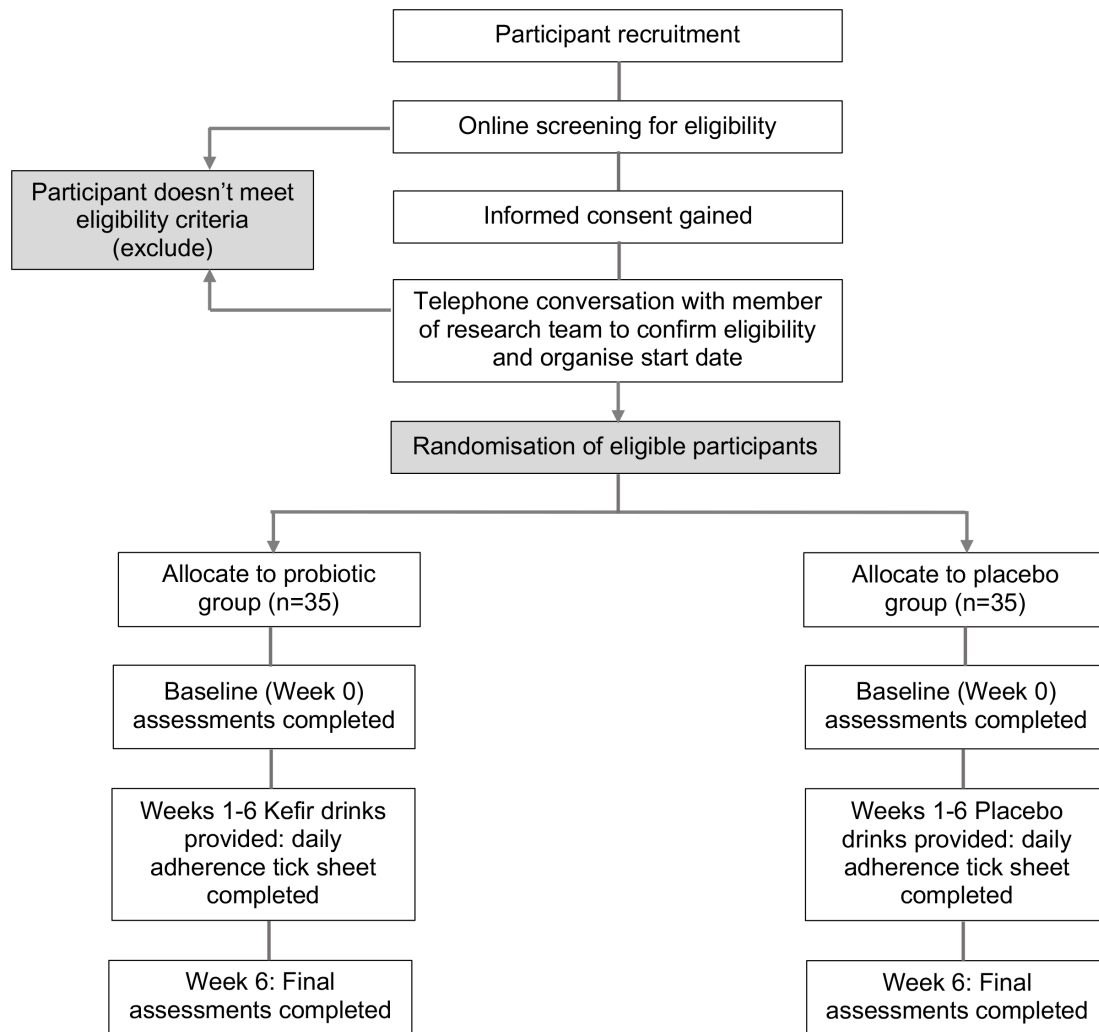 Participant recruitment
Online screening for eligibility
Participant doesn’t meet
eligibility criteria
(exclude)
Informed consent gained
Telephone conversation with member
of research team to confirm eligibility
and organise start date
Randomisation of eligible participants
Allocate to probiotic
group (n=35)
Allocate to placebo
group (n=35)
Baseline (Week 0)
assessments completed
Baseline (Week 0)
assessments completed
Weeks 1-6 Kefir drinks
provided: daily
adherence tick sheet
completed
Weeks 1-6 Placebo
drinks provided: daily
adherence tick sheet
completed
Week 6: Final
assessments completed
Week 6: Final
assessments completed